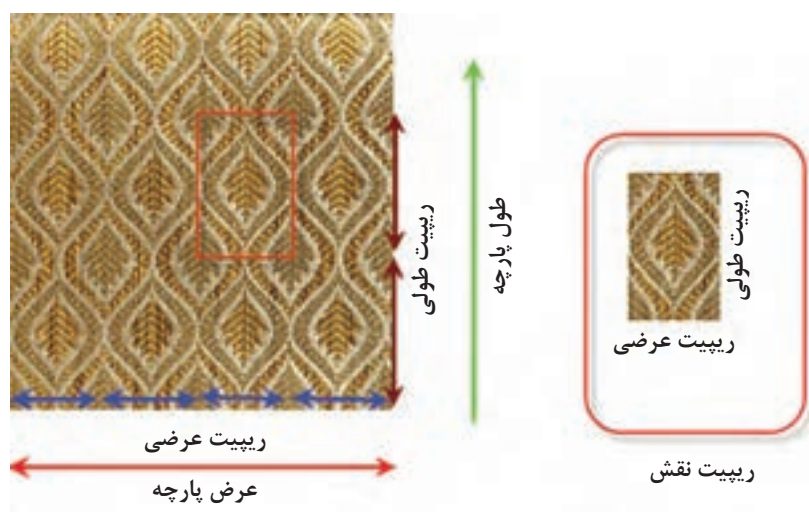 ریپیت طولی
طول پارچه
ریپیت طولی
ریپیت عرضی
ریپیت عرضی
عرض پارچه
ریپیت نقش